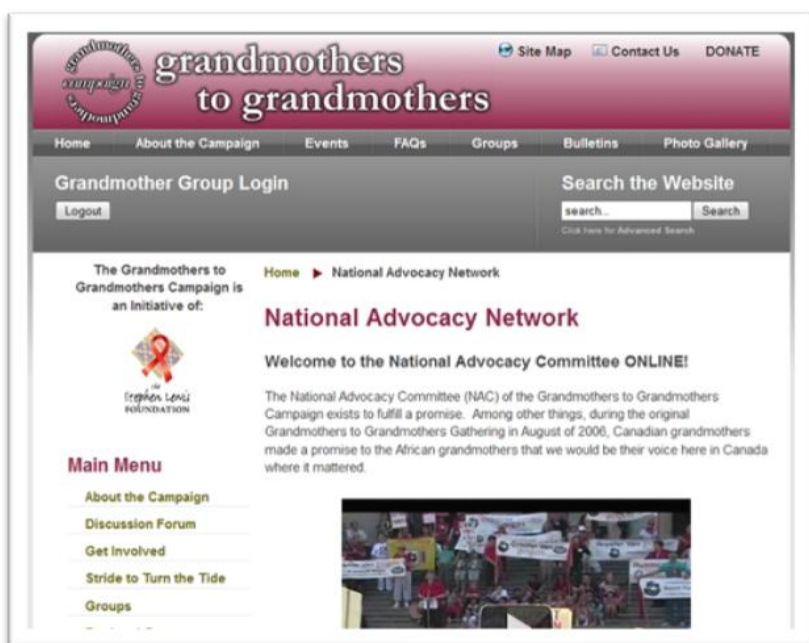 grandmothers to grandmothers
campaign
grandmothers
to grandmothers
Site Map Contact Us DONATE
Home About the Campaign Events FAQs Groups Bulletins Photo Gallery
Grandmother Group Login
Logout
Search the Website
search.. Search
Click here for Advanced Search
The Grandmothers to
Grandmothers Campaign is
an Initiative of:
the
Stephen Lewis
FOUNDATION
Main Menu
About the Campaign
Discussion Forum
Get Involved
Stride to Turn the Tide
Groups
Home ▶ National Advocacy Network
National Advocacy Network
Welcome to the National Advocacy Committee ONLINE!
The National Advocacy Committee (NAC) of the Grandmothers to Grandmothers
Campaign exists to fulfill a promise. Among other things, during the original
Grandmothers to Grandmothers Gathering in August of 2006, Canadian grandmothers
made a promise to the African grandmothers that we would be their voice here in Canada
where it mattered.